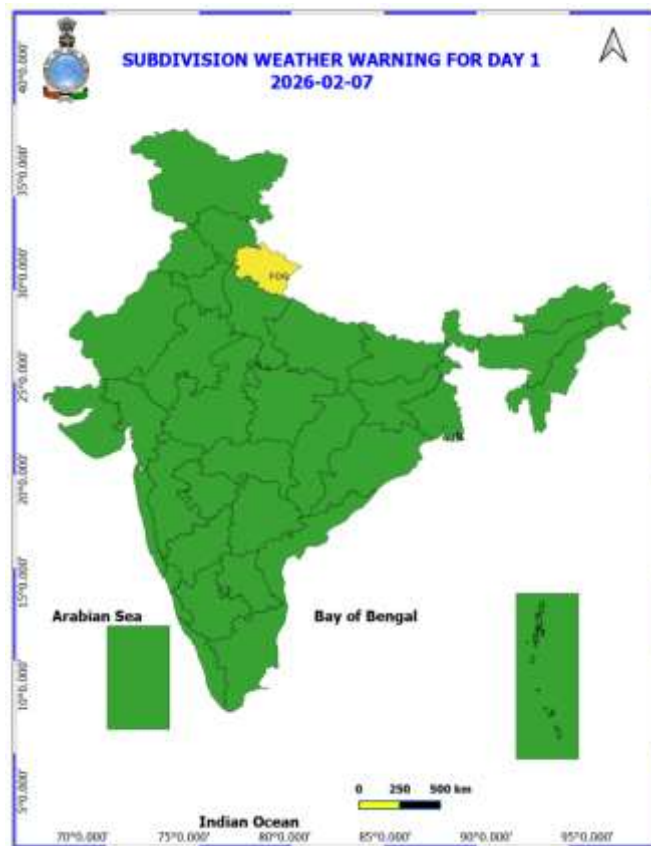 SUBDIVISION WEATHER WARNING FOR DAY 1
2026-02-07
40°0.000'
35°0.000'
30°0.000'
25°0.000'
20°0.000'
15°0.000'
10°0.000'
5°0.000'
FOG
Arabian Sea
Bay of Bengal
0 250 500 km
Indian Ocean
70°0.000' 75°0.000' 80°0.000' 85°0.000' 90°0.000' 95°0.000'